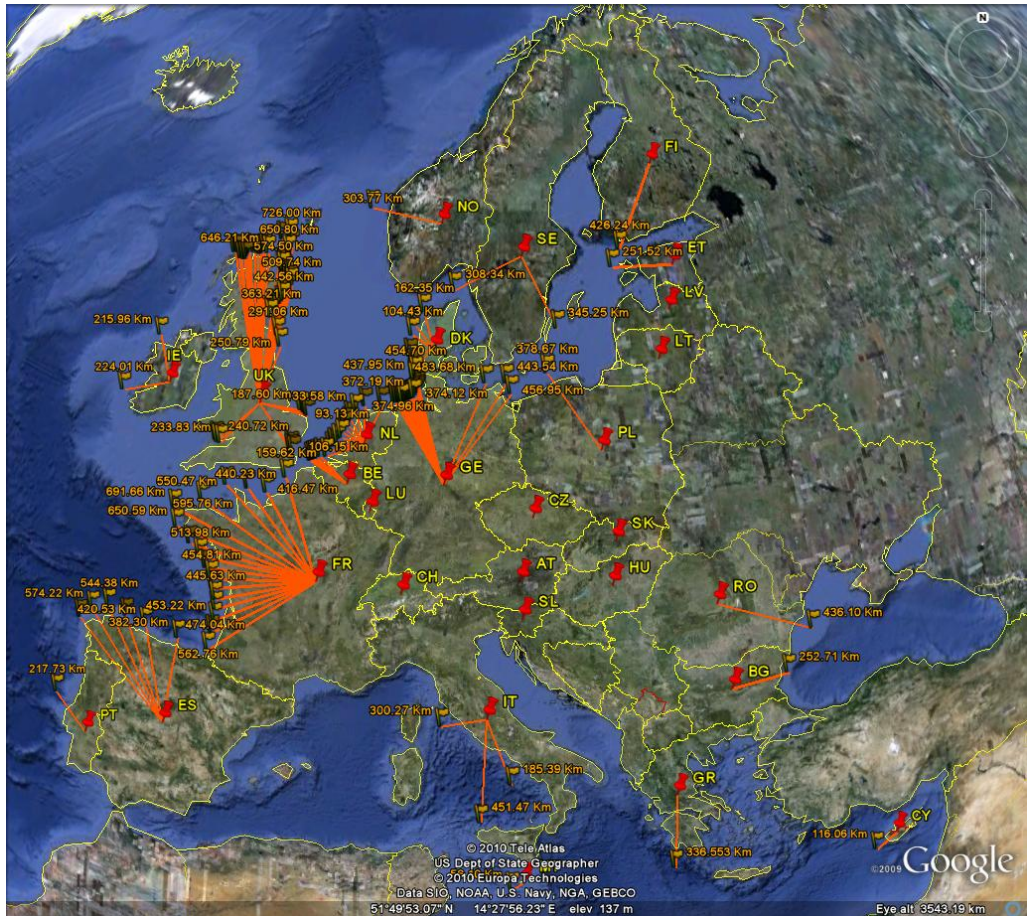 N
FI
303.77 Km
NO
726.00 Km
650.80 Km
646.21 Km
574.50 Km
426.24 Km
SE
ET
251.52 Km
509.74 Km
442.56 Km
308.34 Km
162.35 Km
363.21 Km
LV
291.06 Km
104.43 Km
345.25 Km
215.96 Km
250.79 Km
DK
LT
454.70 Km
378.67 Km
IE
437.95 Km
483.68 Km
443.54 Km
224.01 Km
UK
372.19 Km
374.12 Km
456.95 Km
187.60 Km
374.96 Km
93.13 Km
233.83 Km
240.72 Km
NL
PL
106.15 Km
159.62 Km
BE
GE
440.23 Km
550.47 Km
416.47 Km
LU
691.66 Km
595.76 Km
CZ
650.59 Km
SK
513.98 Km
454.81 Km
FR
AT
HU
445.63 Km
CH
RO
544.38 Km
574.22 Km
SL
420.53 Km
453.22 Km
436.10 Km
382.30 Km
474.04 Km
562.76 Km
252.71 Km
217.73 Km
BG
ES
IT
PT
300.27 Km
185.39 Km
GR
451.47 Km
CY
116.06 Km
336.553 Km
© 2010 Tele Atlas
US Dept of State Geographer
© 2010 Europa Technologies
Data SIO, NOAA, U.S. Navy, NGA, GEBCO
©2009 Google
51°49'53.07" N 14°27'56.23" E elev 137 m
Eye alt 3543.19 km